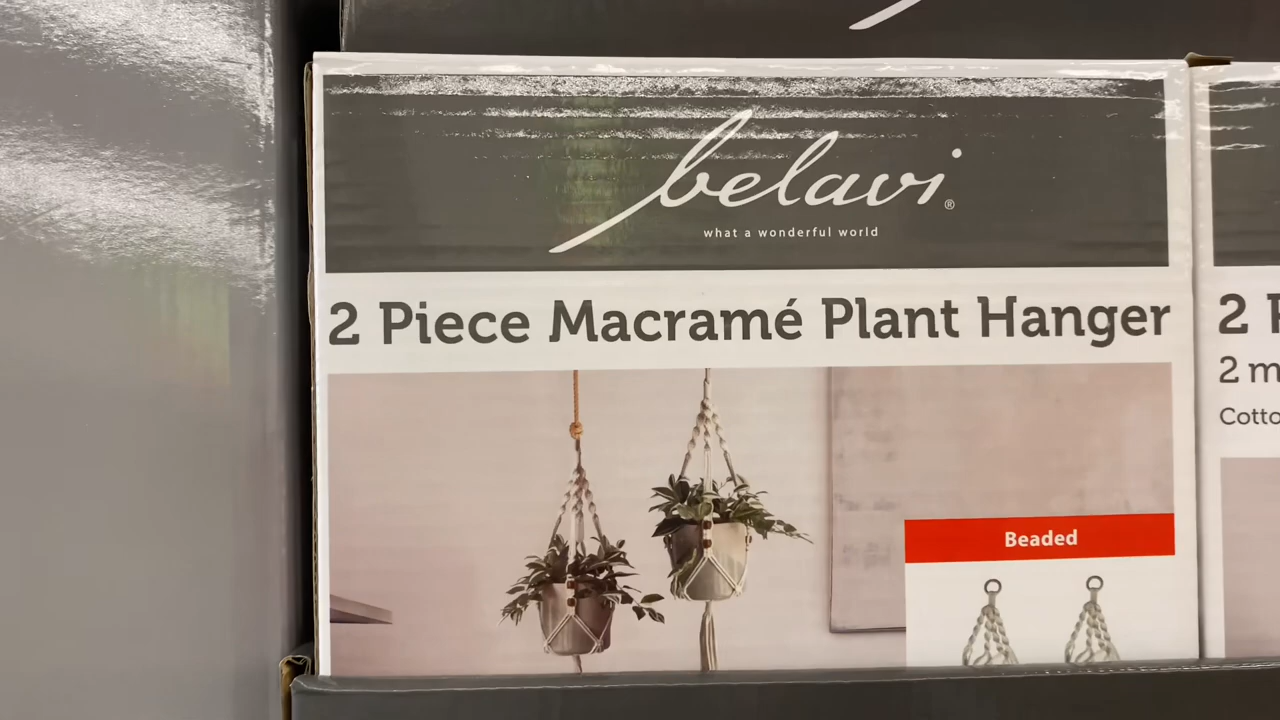 belavi®
what a wonderful world
2 Piece Macramé Plant Hanger
Beaded
2
2 m
Cotto